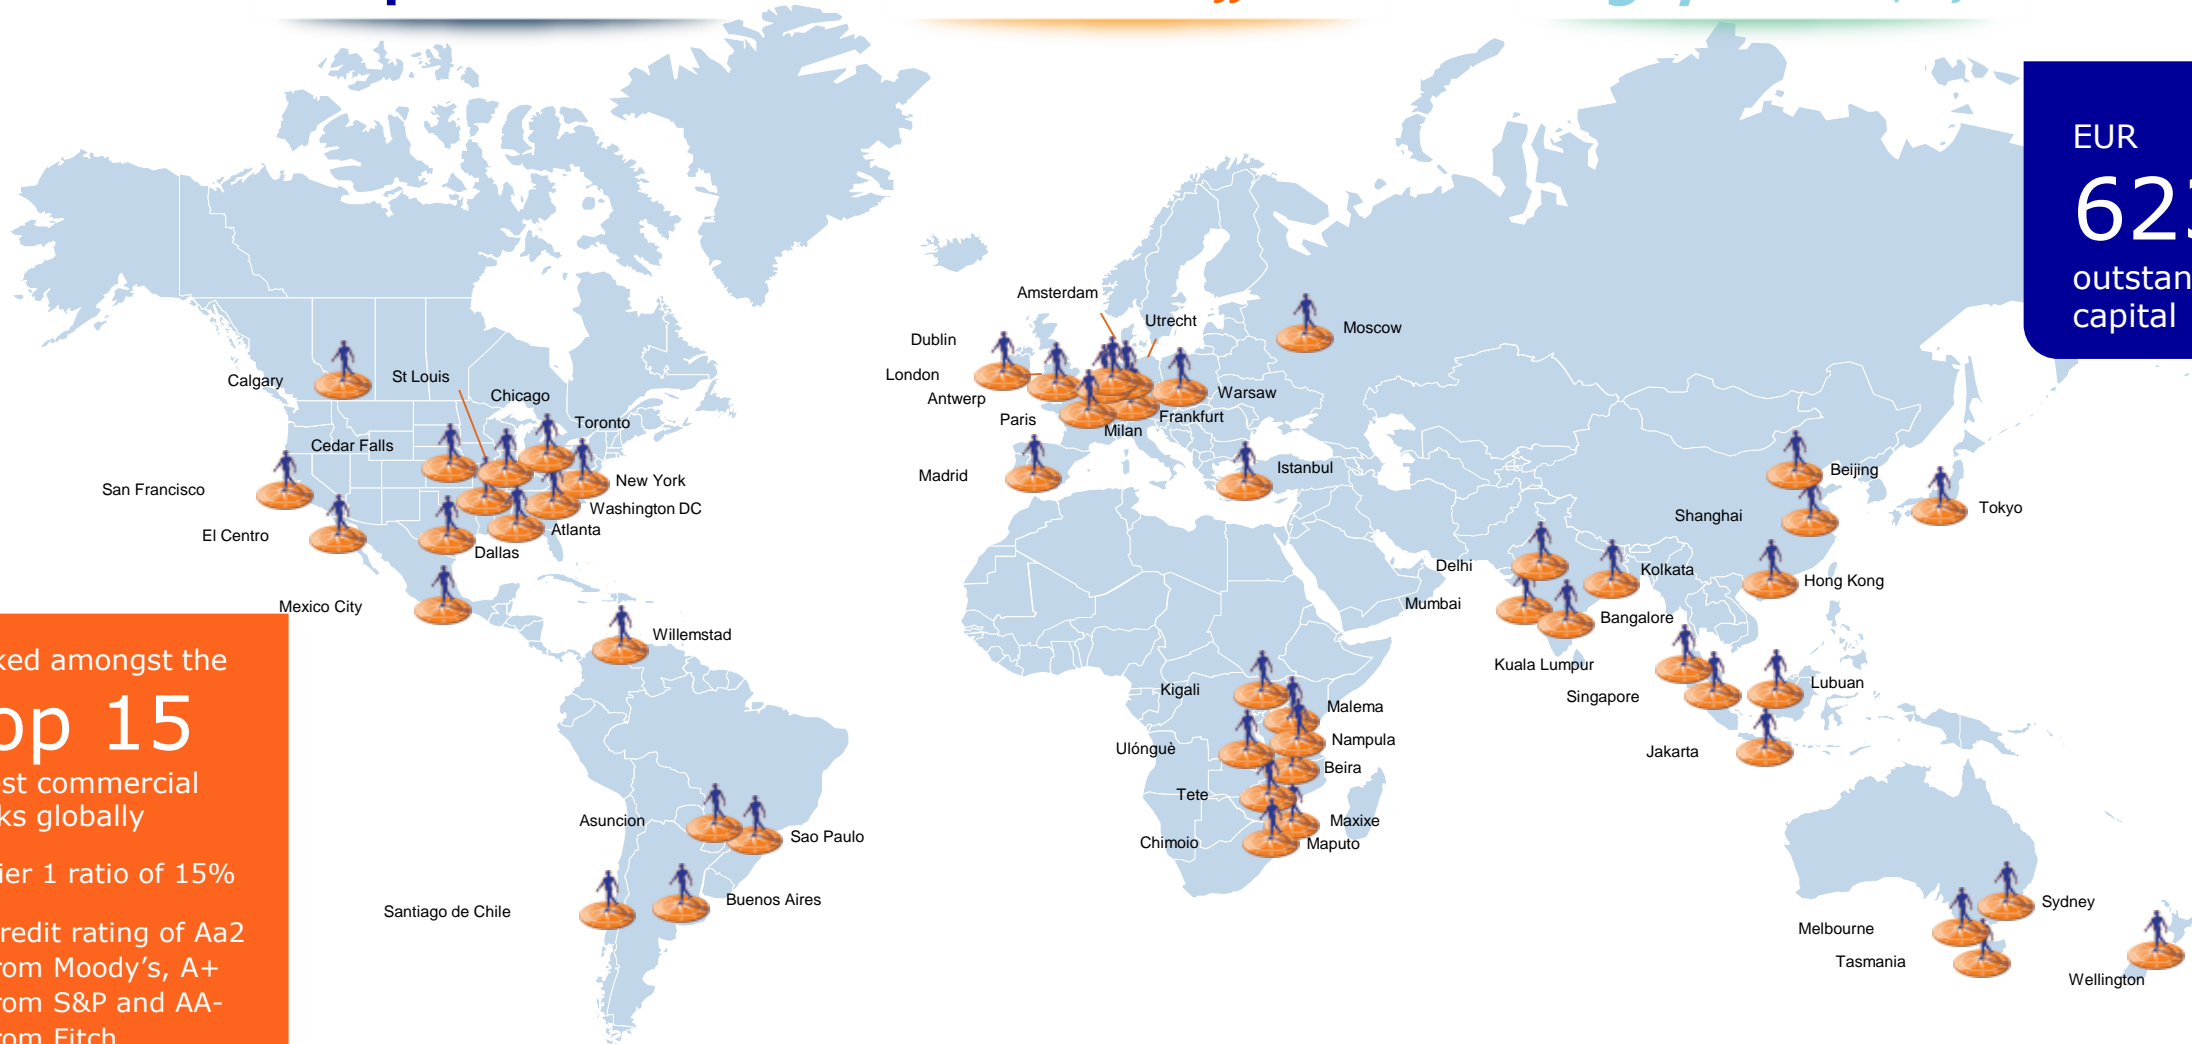 EUR
outstan
capital
Amsterdam
Utrecht
Dublin
Moscow
London
Antwerp
Warsaw
Paris
Frankfurt
Milan
Madrid
Istanbul
Calgary
St Louis
Chicago
Toronto
Cedar Falls
San Francisco
New York
Washington DC
El Centro
Atlanta
Dallas
Mexico City
Willemstad
Beijing
Tokyo
Shanghai
Delhi
Kolkata
Hong Kong
Mumbai
Bangalore
Kuala Lumpur
Singapore
Lubuan
Jakarta
Kigali
Malema
Nampula
Ulónguè
Beira
Tete
Maxixe
Chimoio
Maputo
Asuncion
Sao Paulo
Santiago de Chile
Buenos Aires
Sydney
Melbourne
Tasmania
Wellington
ked amongst the
op 15
est commercial
ks globally
ier 1 ratio of 15%
redit rating of Aa2
rom Moody's, A+
rom S&P and AA-
rom Fitch